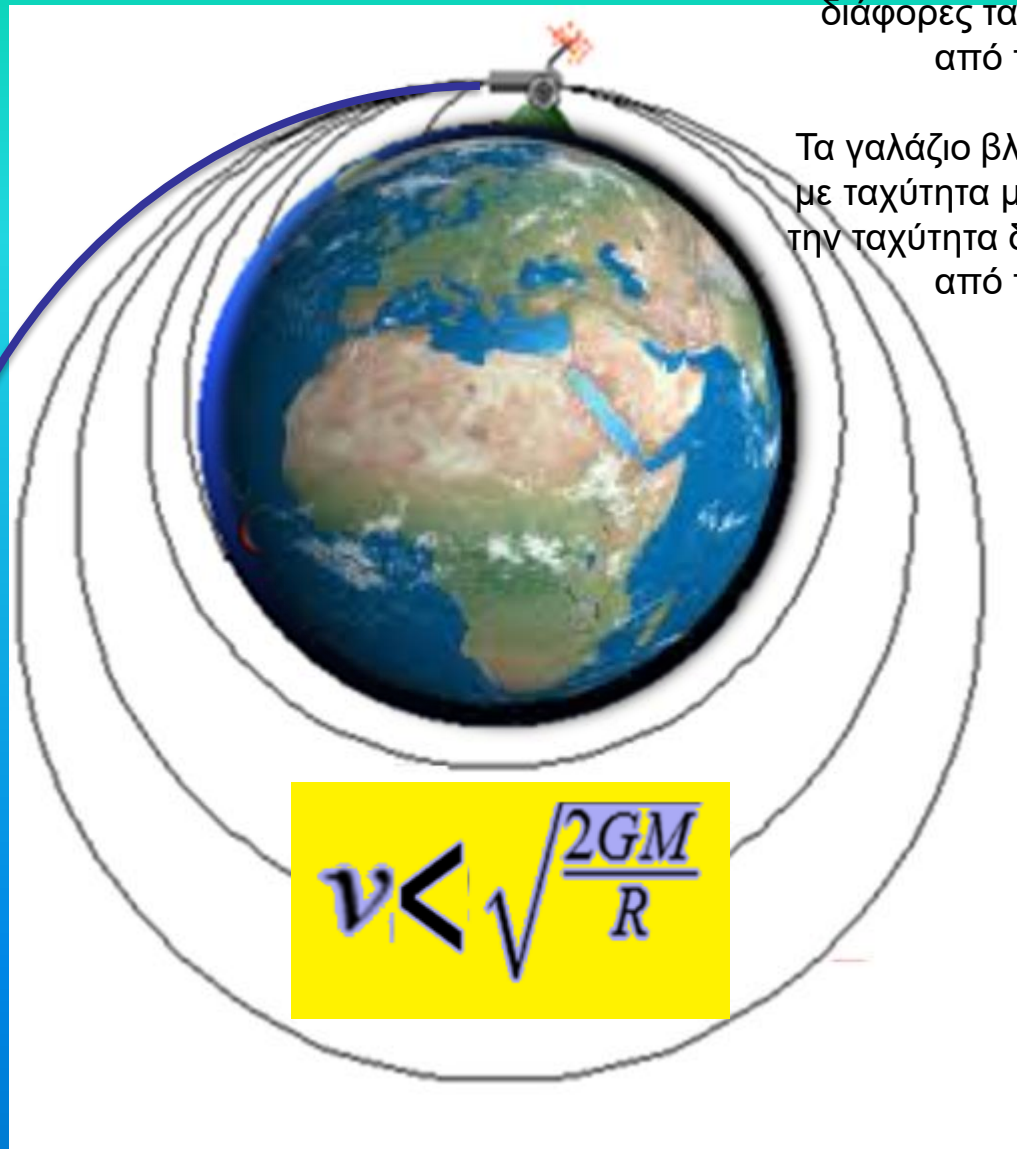 διάφορες
από
Τα γαλάζιο
με ταχύτητα
την ταχύτητα
από
v < √(2GM/R)